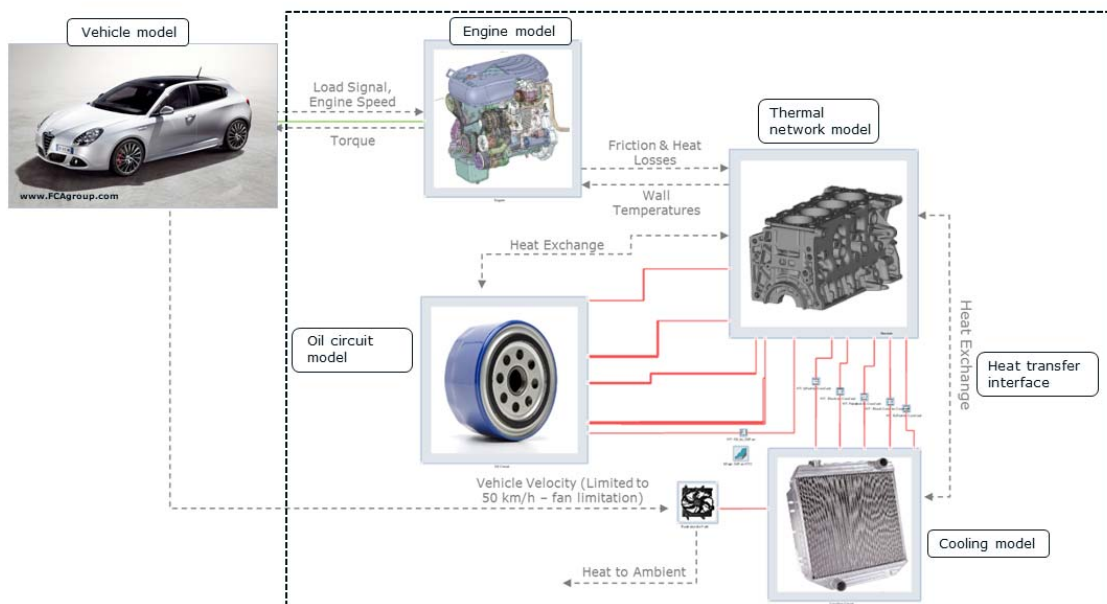 Vehicle model
Engine model
www.FCAgroup.com
Load Signal,
Engine Speed
Torque
Thermal
network model
Friction & Heat
Losses
Wall
Temperatures
Heat Exchange
Oil circuit
model
Heat Exchange
Heat transfer
interface
Vehicle Velocity (Limited to
50 km/h – fan limitation)
Cooling model
Heat to Ambient